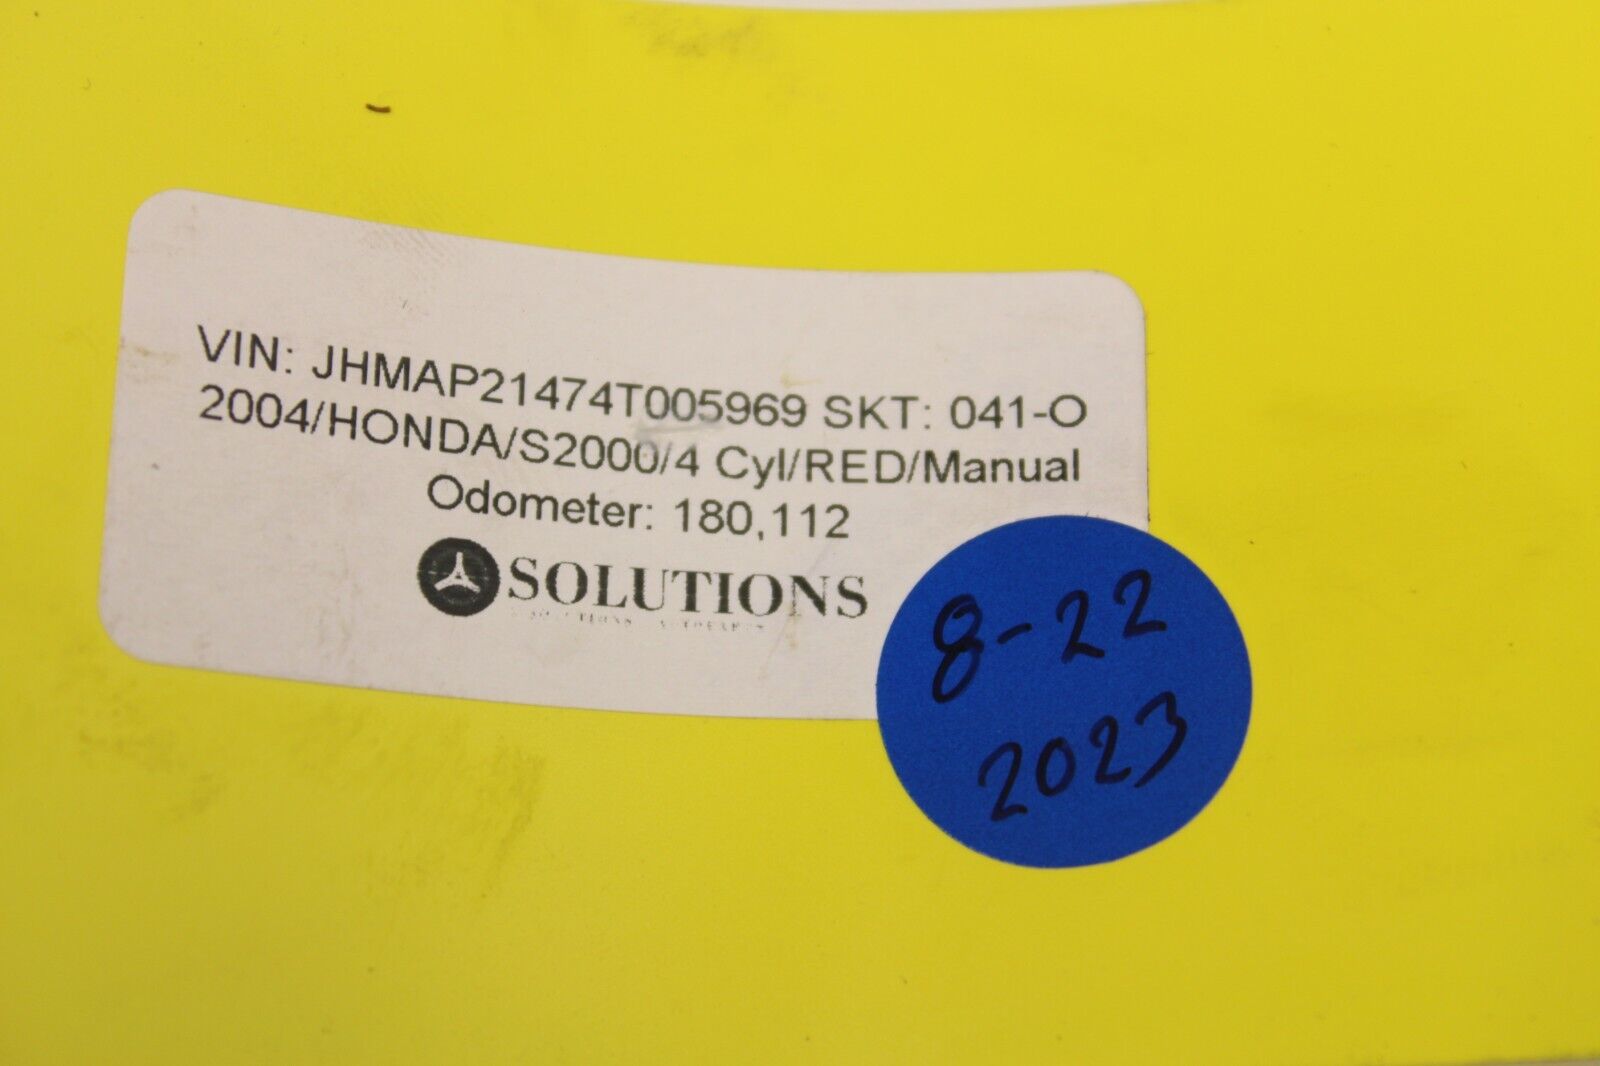 VIN: JHMAP21474T005969 SKT: 041-O
2004/HONDA/S2000/4 Cyl/RED/Manual
Odometer: 180,112
SOLUTIONS
8-22
2023